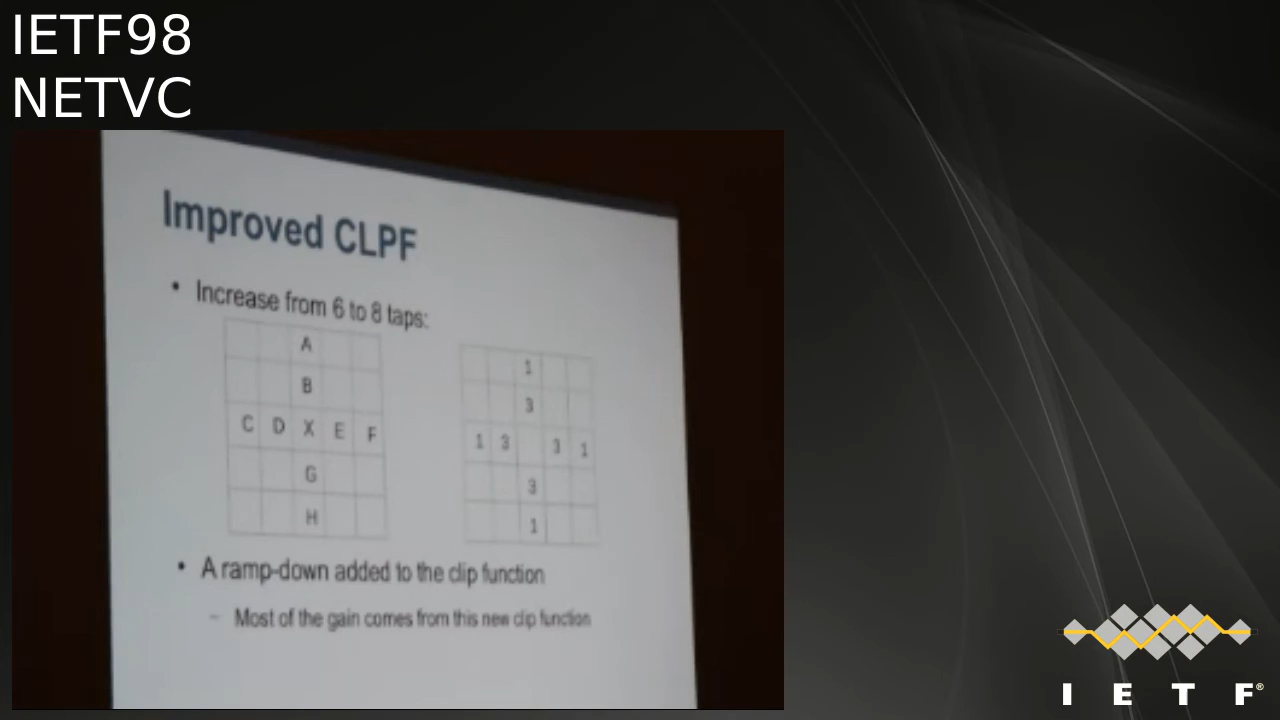 IETF98
NETVC
Improved CLPF
• Increase from 6 to 8 taps:
A
B
C D X E F
G
H
1
3
1 3 3 1
3
1
• A ramp-down added to the clip function
– Most of the gain comes from this new clip function
I E T F®